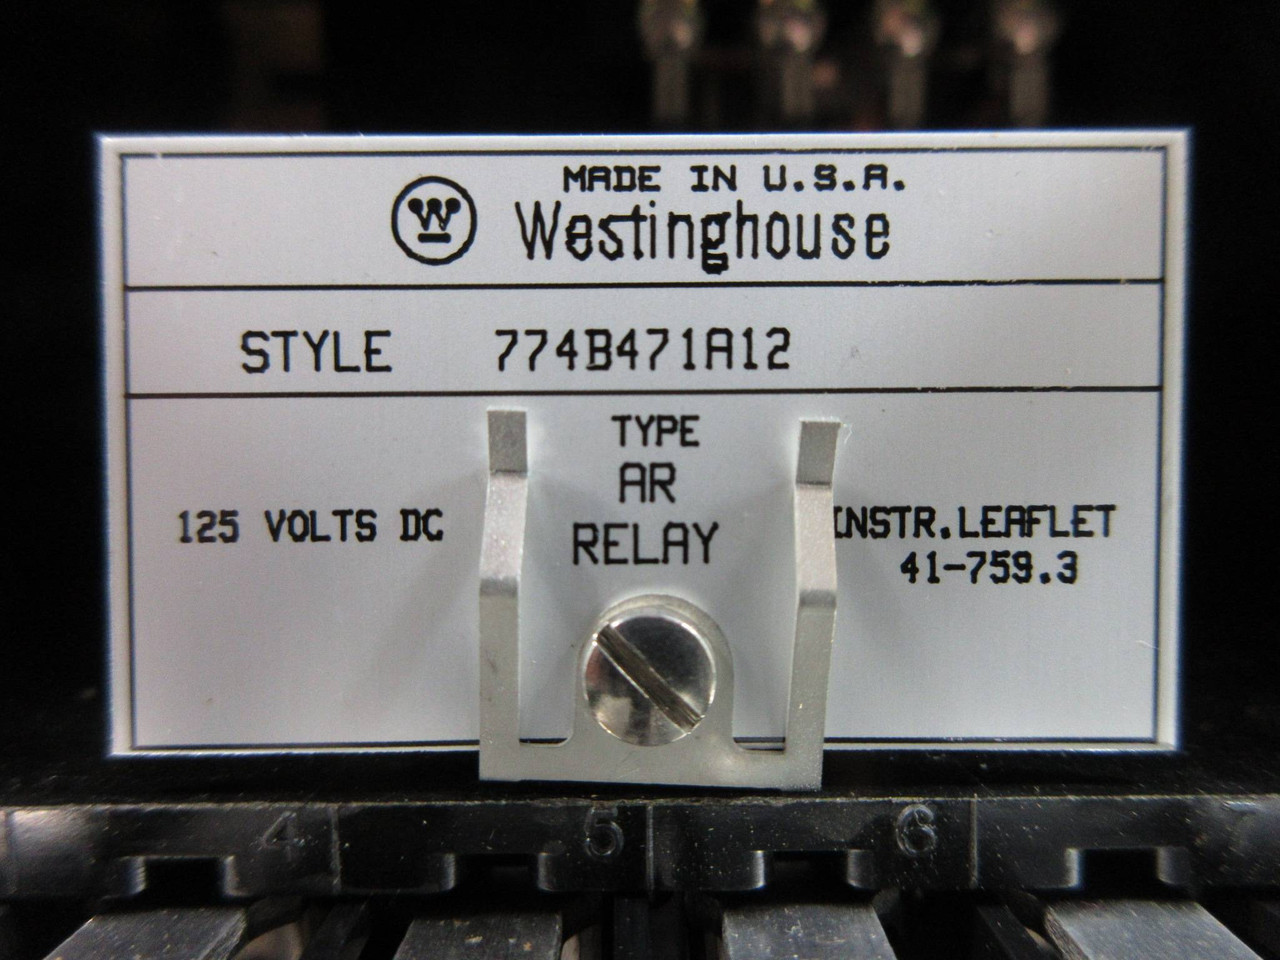 MADE IN U.S.A.
W Westinghouse
STYLE 774B471A12
TYPE
AR
RELAY
125 VOLTS DC
INSTR.LEAFLET
41-759.3
4 5 6